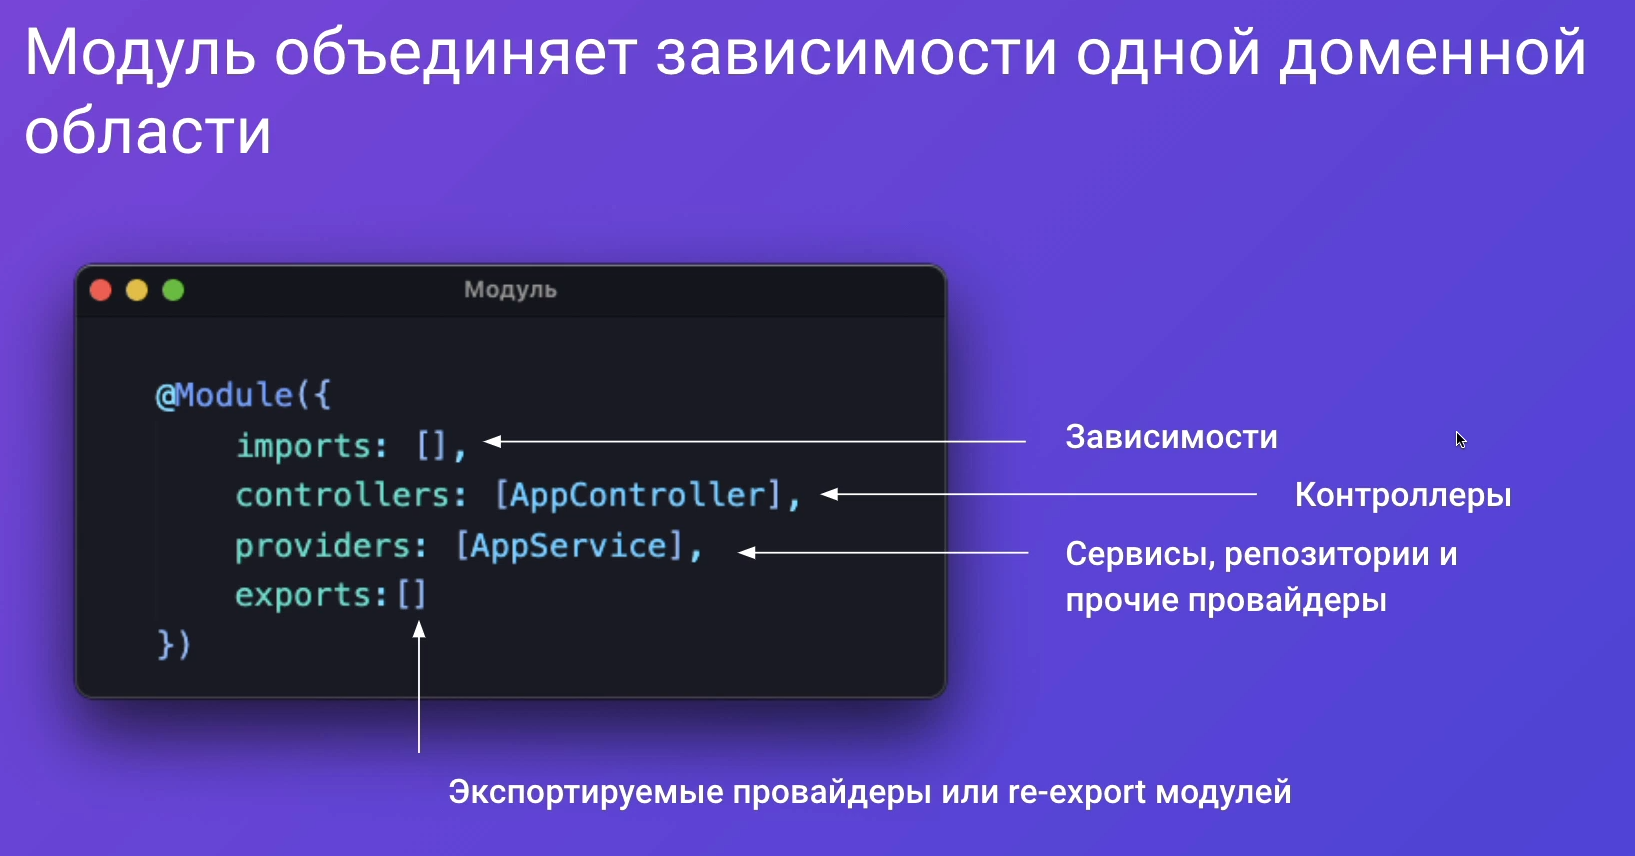 Модуль объединяет зависимости одной доменной
области
Модуль
@Module({
imports: [],
Зависимости
controllers: [AppController],
Контроллеры
providers: [AppService],
Сервисы, репозитории и
прочие провайдеры
exports:[]
})
Экспортируемые провайдеры или re-export модулей